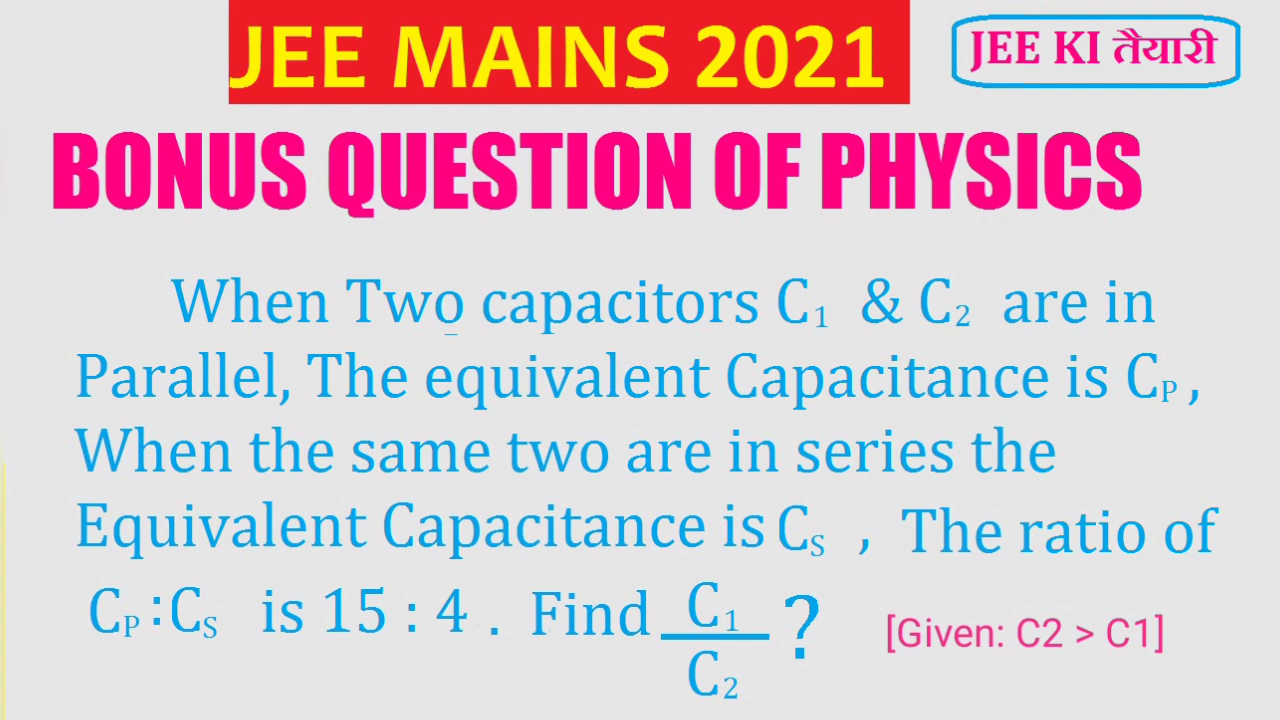 JEE MAINS 2021
JEE KI तैयारी
BONUS QUESTION OF PHYSICS
When Two capacitors C₁ & C₂ are in
Parallel, The equivalent Capacitance is Cₚ ,
When the same two are in series the
Equivalent Capacitance is Cₛ , The ratio of
Cₚ : Cₛ is 15 : 4 . Find C₁/C₂ ?
[Given: C2 > C1]